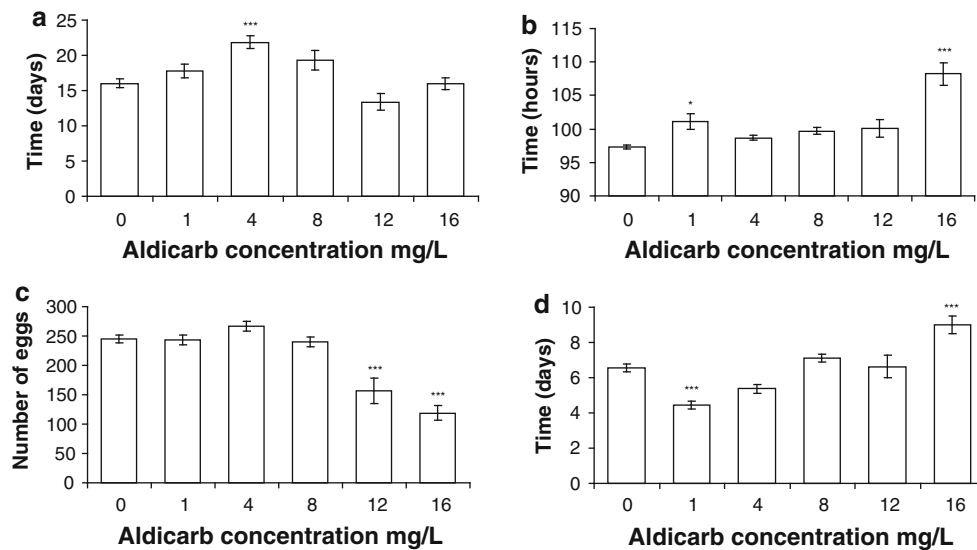 a
25
20
15
10
5
0
Time (days)
***
0 1 4 8 12 16
Aldicarb concentration mg/L
b
115
110
105
100
95
90
Time (hours)
*
***
0 1 4 8 12 16
Aldicarb concentration mg/L
c
300
250
200
150
100
50
0
Number of eggs
***
***
0 1 4 8 12 16
Aldicarb concentration mg/L
d
10
8
6
4
2
0
Time (days)
***
***
0 1 4 8 12 16
Aldicarb concentration mg/L